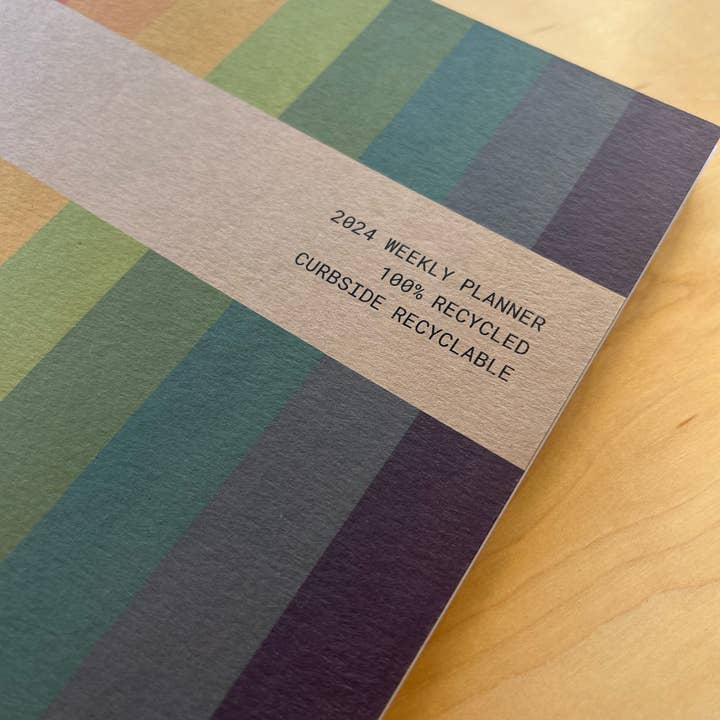 2024 WEEKLY PLANNER
100% RECYCLED
CURBSIDE RECYCLABLE